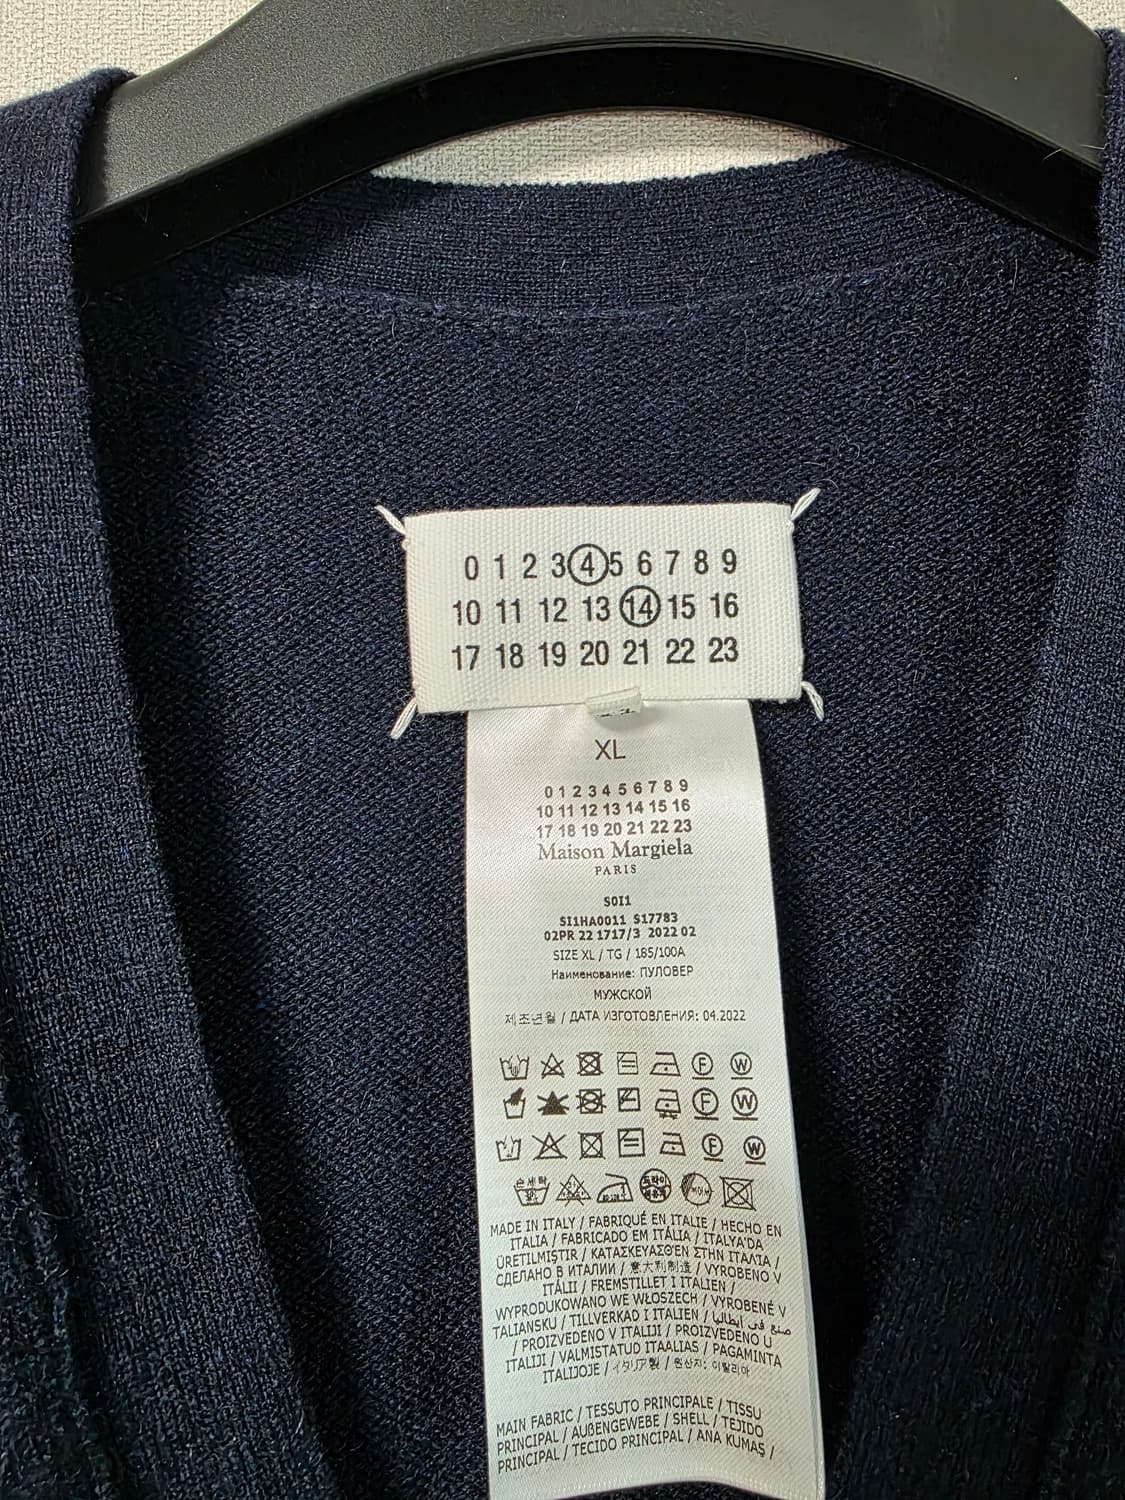 0 1 2 3 4 5 6 7 8 9
10 11 12 13 14 15 16
17 18 19 20 21 22 23
XL
0 1 2 3 4 5 6 7 8 9
10 11 12 13 14 15 16
17 18 19 20 21 22 23
Maison Margiela
PARIS
S0I1
SI1HA0011 S17783
02PR 22 1717/3 2022 02
SIZE XL / TG / 185/100A
Наименование: ПУЛОВЕР
МУЖСКОЙ
제조년월 / ДАТА ИЗГОТОВЛЕНИЯ: 04.2022
F W
F W
F W
손세탁
MADE IN ITALY / FABRIQUÉ EN ITALIE / HECHO EN
ITALIA / FABRICADO EM ITÁLIA / ITALYA'DA
ÜRETILMIŞTIR / ΚΑΤΑΣΚΕΥΑΣΘΕΝ ΣΤΗΝ ΙΤΑΛΙΑ /
СДЕЛАНО В ИТАЛИИ / 意大利制造 / VYROBENO V
ITÁLII / FREMSTILLET I ITALIEN /
WYPRODUKOWANO WE WŁOSZECH / VYROBENÉ V
TALIANSKU / TILLVERKAD I ITALIEN / صنع في ايطاليا
/ PROIZVEDENO V ITALIJI / PROIZVEDENO U
ITALIJI / VALMISTATUD ITAALIAS / PAGAMINTA
ITALIJOJE / イタリア製 / 원산지: 이탈리아
MAIN FABRIC / TESSUTO PRINCIPALE / TISSU
PRINCIPAL / AUßENGEWEBE / SHELL / TEJIDO
PRINCIPAL / TECIDO PRINCIPAL / ANA KUMAŞ /